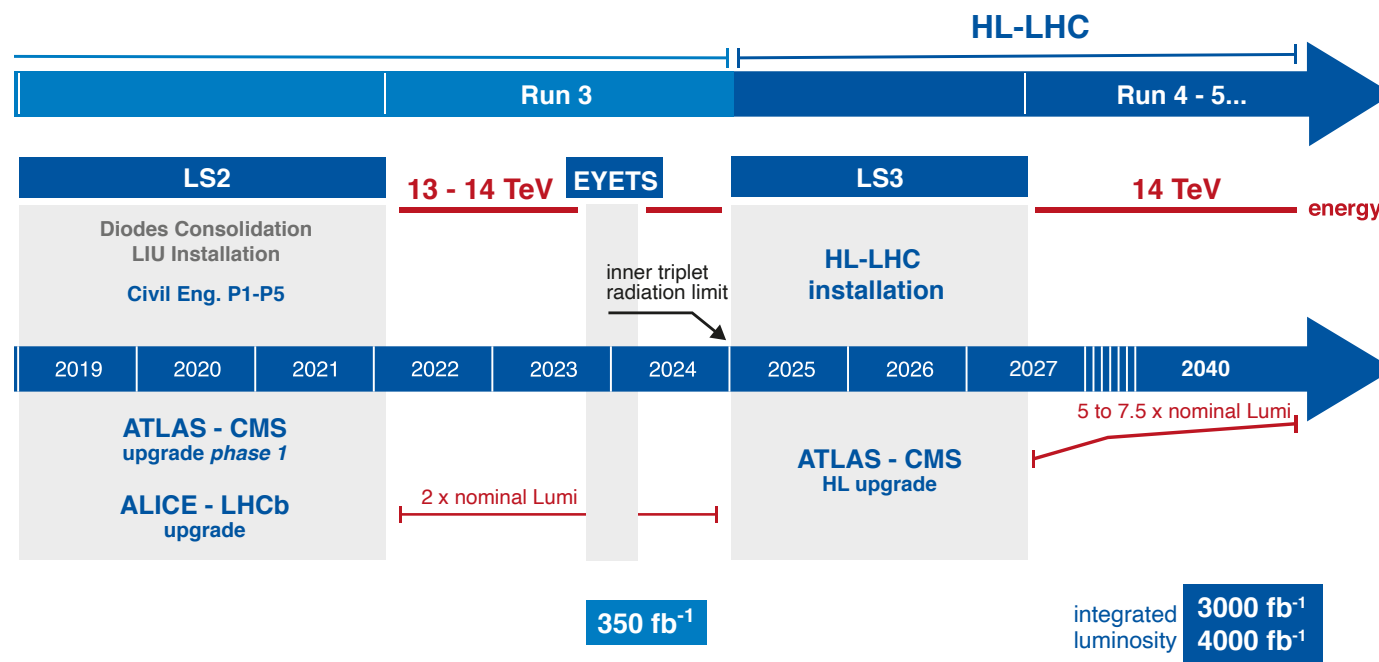 HL-LHC
Run 3
Run 4 - 5...
LS2
13 - 14 TeV
EYETS
LS3
14 TeV
energy
Diodes Consolidation
LIU Installation
Civil Eng. P1-P5
inner triplet
radiation limit
HL-LHC
installation
2019
2020
2021
2022
2023
2024
2025
2026
2027
2040
5 to 7.5 x nominal Lumi
ATLAS - CMS
upgrade phase 1
ALICE - LHCb
upgrade
2 x nominal Lumi
ATLAS - CMS
HL upgrade
350 fb⁻¹
integrated
luminosity
3000 fb⁻¹
4000 fb⁻¹